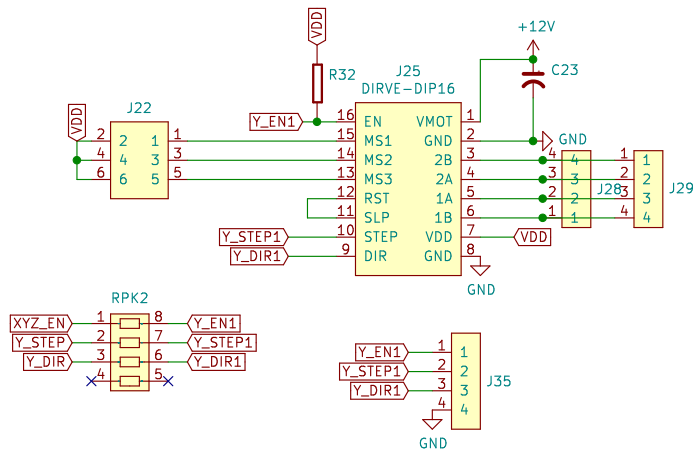 +12V
VDD
R32
C23
J25
DIRVE-DIP16
J22
VDD
Y_EN1 16 EN VMOT 1
2 2 1 1 15 MS1 GND 2 GND
4 4 3 3 14 MS2 2B 3 4 4 1 1
6 6 5 5 13 MS3 2A 4 3 3 J28 2 2 J29
12 RST 1A 5 2 2 3 3
11 SLP 1B 6 1 1 4 4
Y_STEP1 10 STEP VDD 7 VDD
Y_DIR1 9 DIR GND 8
GND
RPK2
XYZ_EN 1 8 Y_EN1
Y_STEP 2 7 Y_STEP1
Y_DIR 3 6 Y_DIR1
4 5
Y_EN1 1 1
Y_STEP1 2 2
Y_DIR1 3 3 J35
4 4
GND